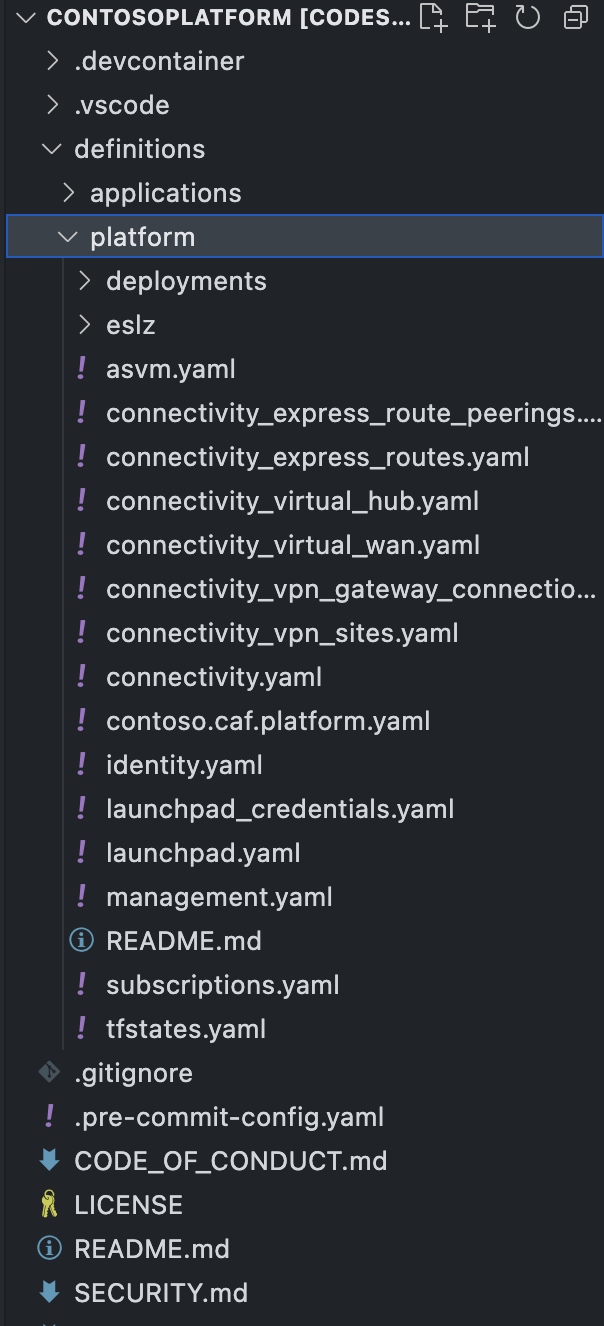 CONTOSOPLATFORM [CODES...
.devcontainer
.vscode
definitions
applications
platform
deployments
eslz
! asvm.yaml
! connectivity_express_route_peerings....
! connectivity_express_routes.yaml
! connectivity_virtual_hub.yaml
! connectivity_virtual_wan.yaml
! connectivity_vpn_gateway_connectio...
! connectivity_vpn_sites.yaml
! connectivity.yaml
! contoso.caf.platform.yaml
! identity.yaml
! launchpad_credentials.yaml
! launchpad.yaml
! management.yaml
README.md
! subscriptions.yaml
! tfstates.yaml
.gitignore
! .pre-commit-config.yaml
CODE_OF_CONDUCT.md
LICENSE
README.md
SECURITY.md